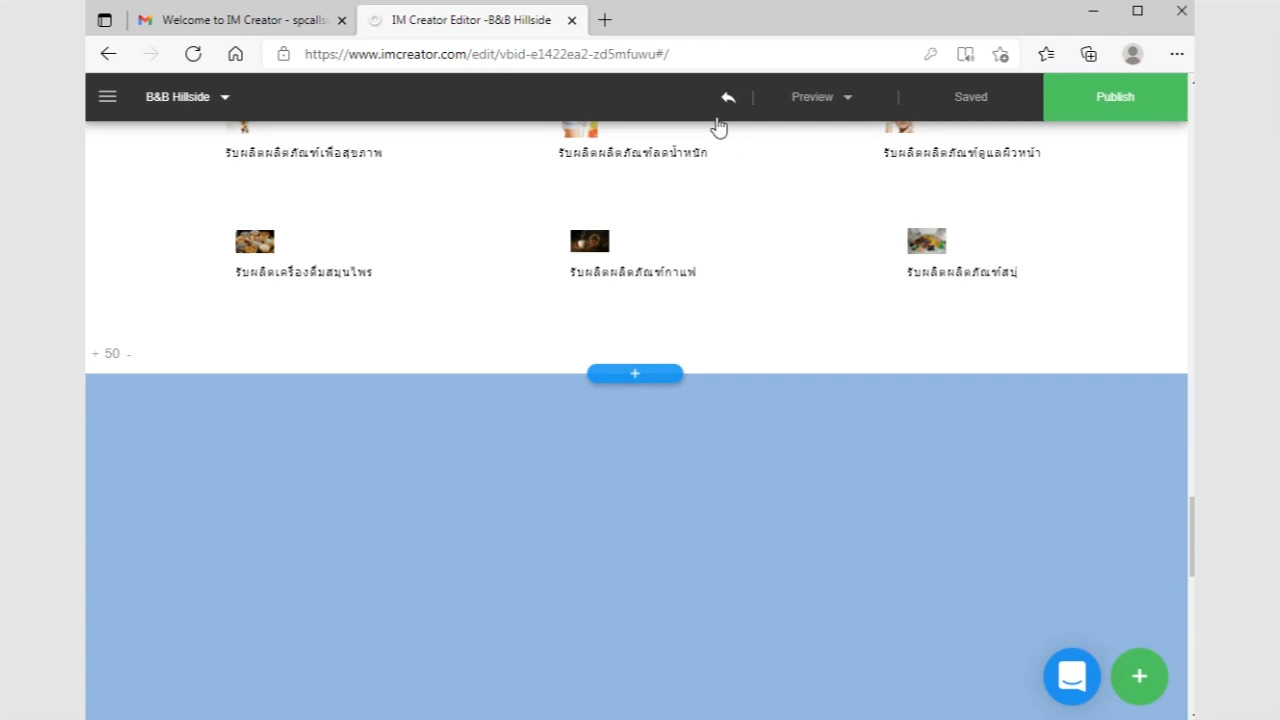 Welcome to IM Creator - spcalls
IM Creator Editor -B&B Hillside
https://www.imcreator.com/edit/vbid-e1422ea2-zd5mfuwu#/
B&B Hillside
Preview
Saved
Publish
รับผลิตผลิตภัณฑ์เพื่อสุขภาพ
รับผลิตผลิตภัณฑ์ลดน้ำหนัก
รับผลิตผลิตภัณฑ์ดูแลผิวหน้า
รับผลิตเครื่องดื่มสมุนไพร
รับผลิตผลิตภัณฑ์กาแฟ
รับผลิตผลิตภัณฑ์สบู่
+ 50 -